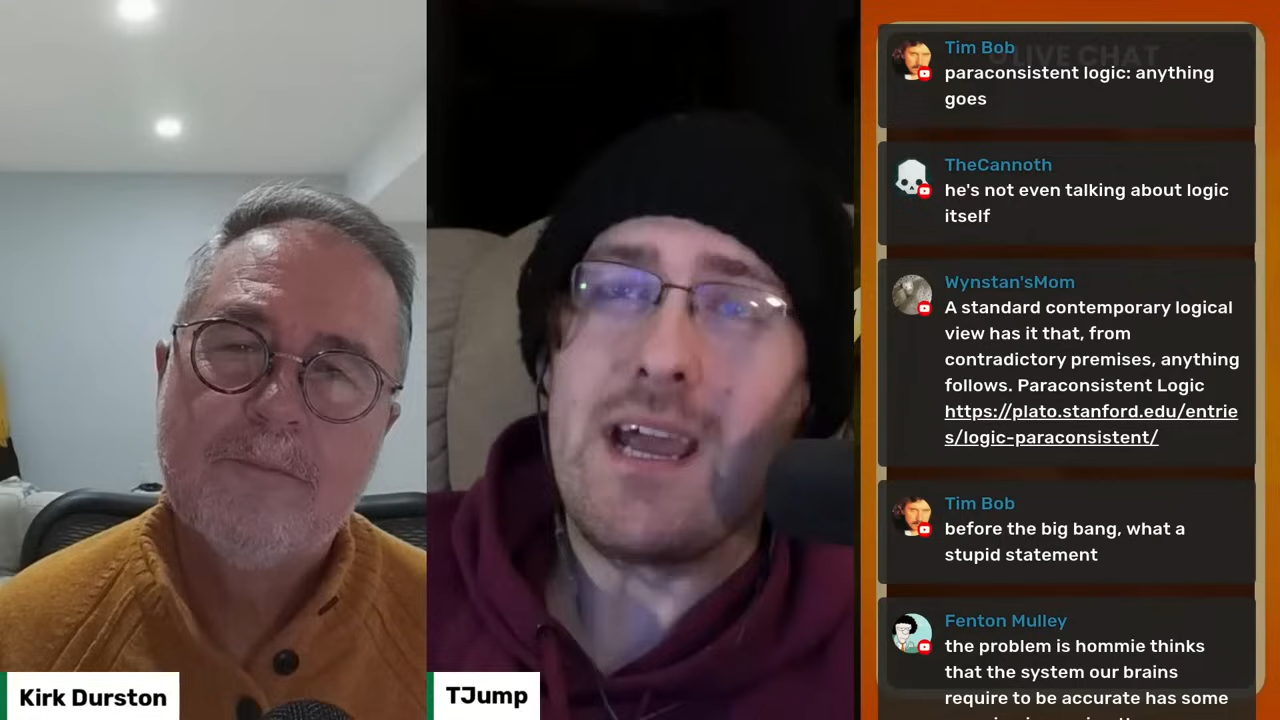 LIVE CHAT
Tim Bob
paraconsistent logic: anything
goes
TheCannoth
he's not even talking about logic
itself
Wynstan'sMom
A standard contemporary logical
view has it that, from
contradictory premises, anything
follows. Paraconsistent Logic
https://plato.stanford.edu/entrie
s/logic-paraconsistent/
Tim Bob
before the big bang, what a
stupid statement
Fenton Mulley
the problem is hommie thinks
that the system our brains
require to be accurate has some
Kirk Durston
TJump